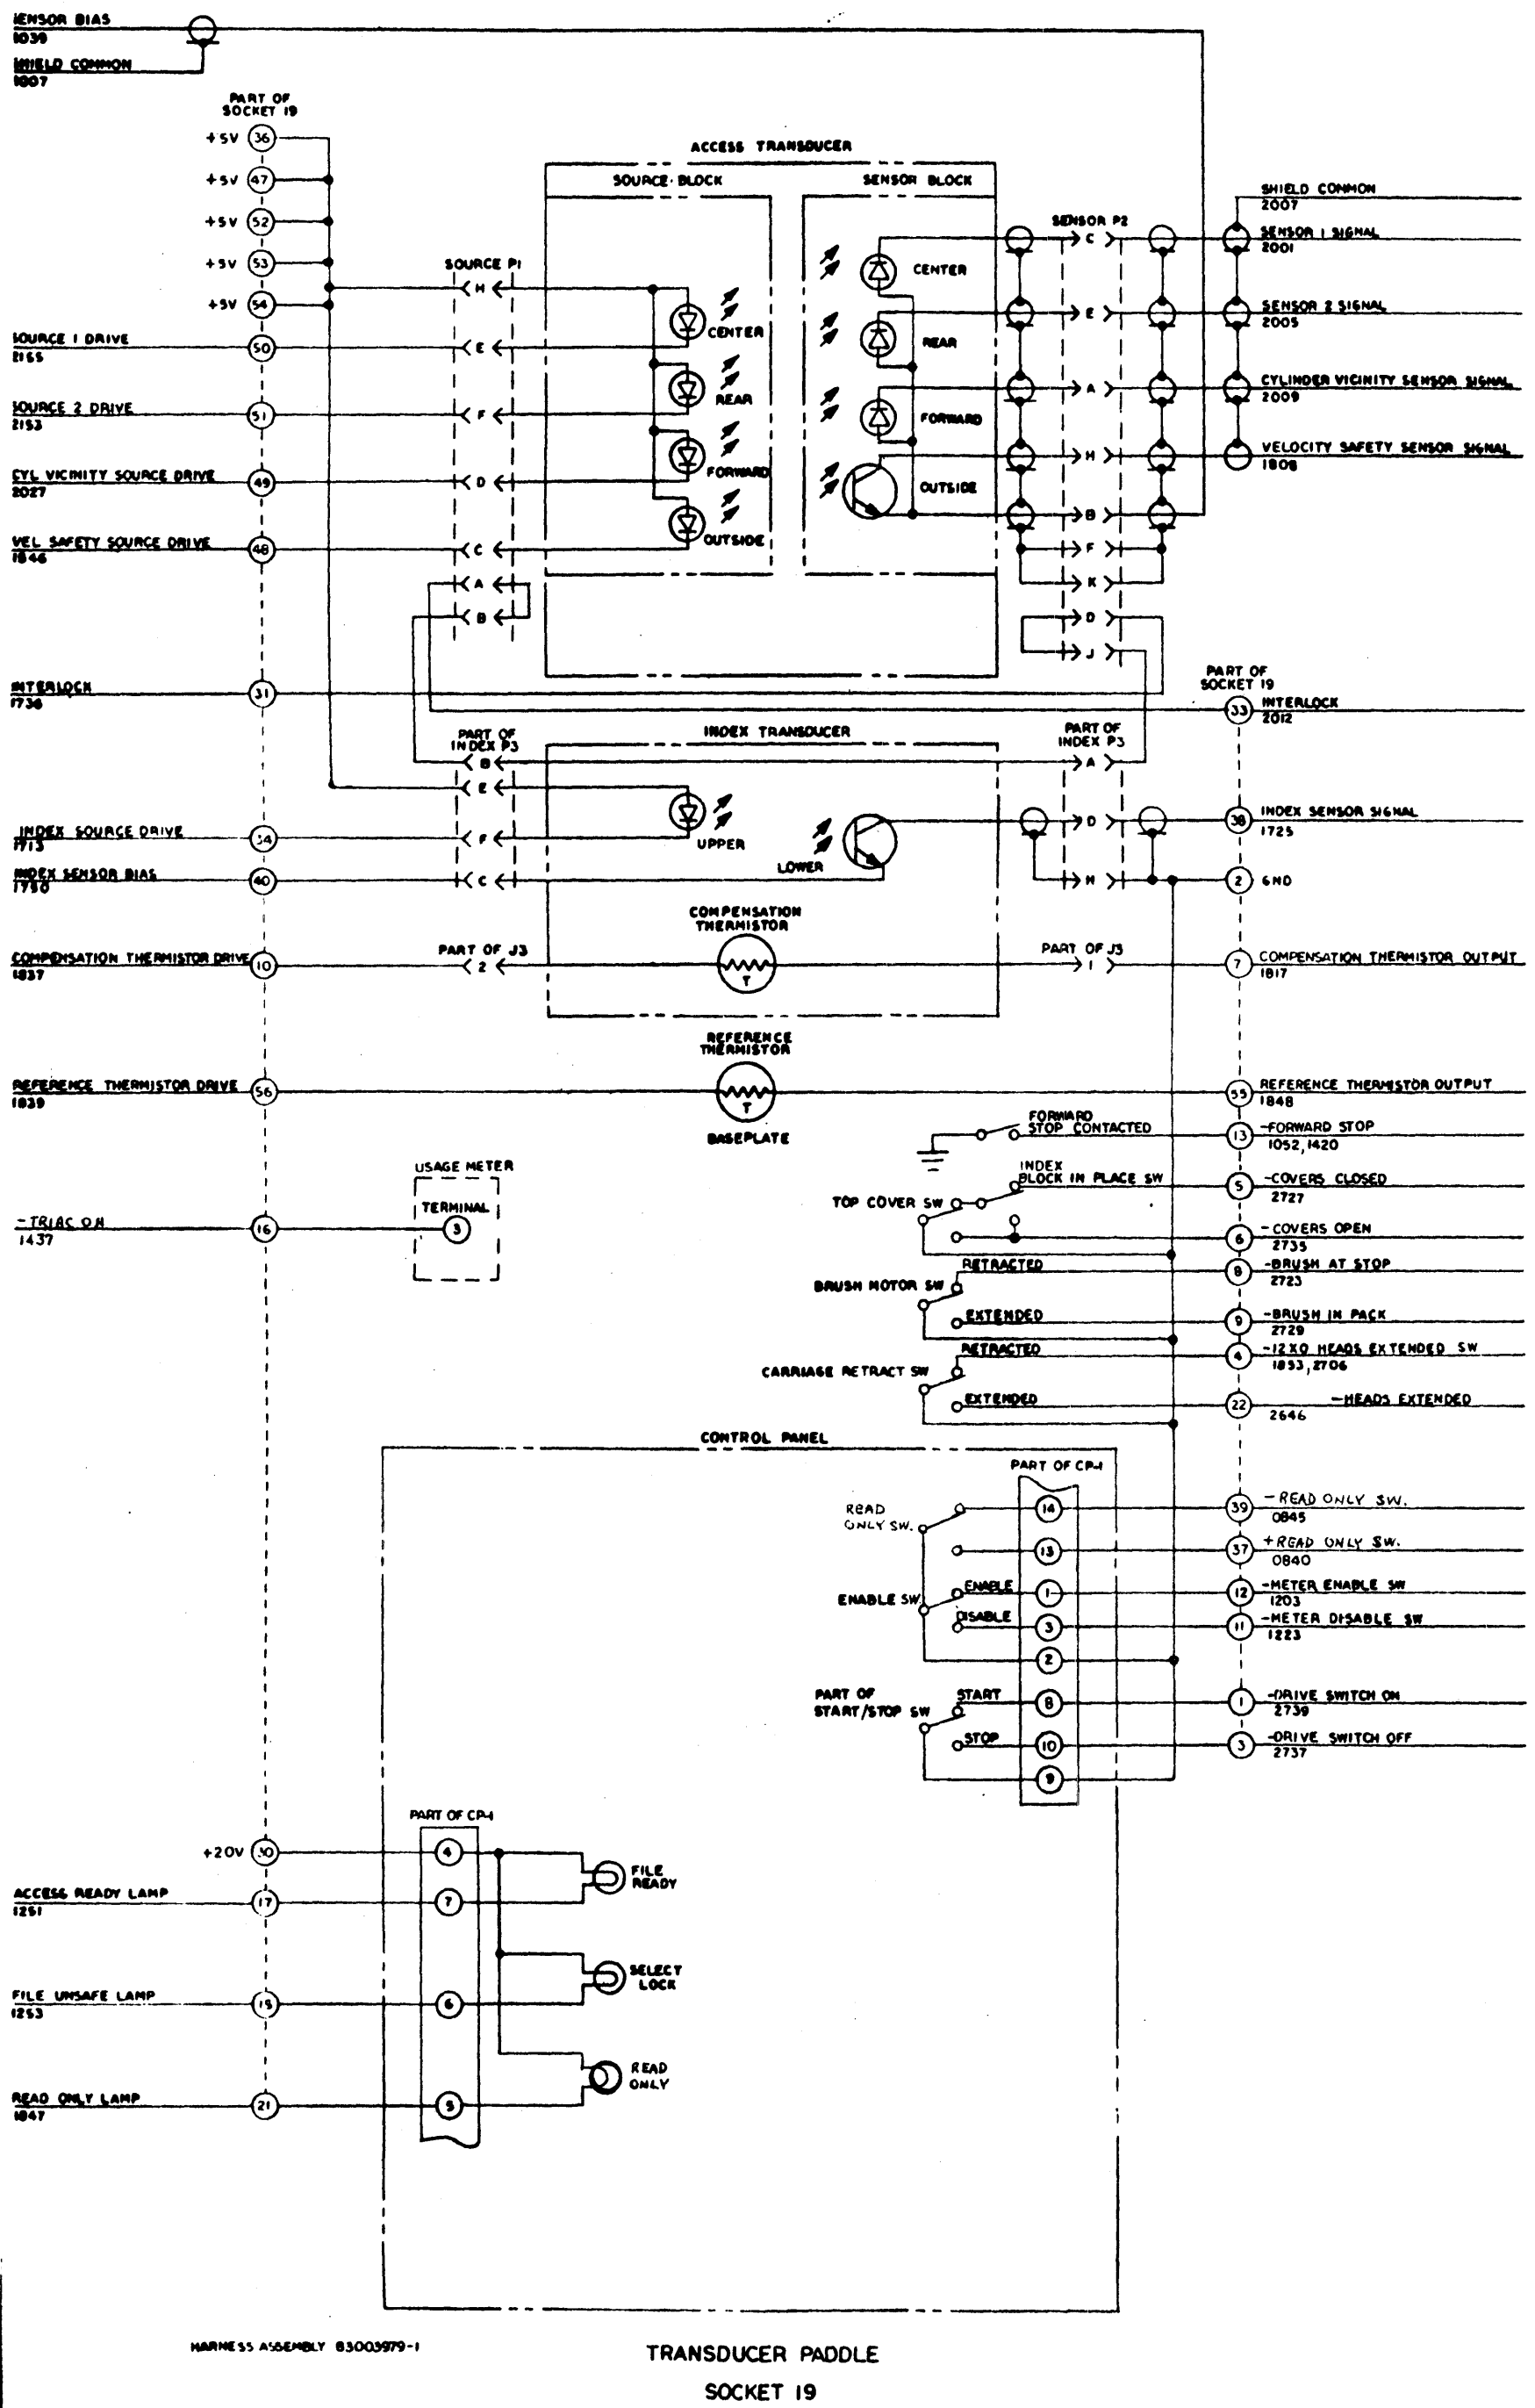 SENSOR BIAS
1039
SHIELD COMMON
1007
PART OF
SOCKET 19
+5V 36
+5V 47
+5V 52
+5V 53
+5V 54
SOURCE 1 DRIVE
2155
50
SOURCE 2 DRIVE
2153
51
CYL VICINITY SOURCE DRIVE
2027
49
VEL SAFETY SOURCE DRIVE
1846
48
INTERLOCK
1736
31
SOURCE P1
H
E
F
D
C
A
B
ACCESS TRANSDUCER
SOURCE BLOCK
CENTER
REAR
FORWARD
OUTSIDE
SENSOR BLOCK
CENTER
REAR
FORWARD
OUTSIDE
SENSOR P2
C
E
A
H
B
F
K
D
J
SHIELD COMMON
2007
SENSOR 1 SIGNAL
2001
SENSOR 2 SIGNAL
2005
CYLINDER VICINITY SENSOR SIGNAL
2009
VELOCITY SAFETY SENSOR SIGNAL
1808
PART OF
SOCKET 19
33
INTERLOCK
2012
PART OF
INDEX P3
B
E
F
C
INDEX TRANSDUCER
UPPER
LOWER
PART OF
INDEX P3
A
D
H
INDEX SOURCE DRIVE
1713
34
INDEX SENSOR BIAS
1750
40
38
INDEX SENSOR SIGNAL
1725
2 GND
COMPENSATION
THERMISTOR
T
COMPENSATION THERMISTOR DRIVE
1837
10
PART OF J3
2
PART OF J3
1
7
COMPENSATION THERMISTOR OUTPUT
1817
REFERENCE
THERMISTOR
T
BASEPLATE
REFERENCE THERMISTOR DRIVE
1839
56
55
REFERENCE THERMISTOR OUTPUT
1848
FORWARD
STOP CONTACTED
13
-FORWARD STOP
1052,1420
USAGE METER
TERMINAL
3
-TRIAC ON
1437
16
INDEX
BLOCK IN PLACE SW
TOP COVER SW
5
-COVERS CLOSED
2727
6
-COVERS OPEN
2735
BRUSH MOTOR SW
RETRACTED
8
-BRUSH AT STOP
2723
EXTENDED
9
-BRUSH IN PACK
2729
CARRIAGE RETRACT SW
RETRACTED
4
-12X0 HEADS EXTENDED SW
1853,2706
EXTENDED
22
-HEADS EXTENDED
2646
CONTROL PANEL
PART OF CP-1
READ
ONLY SW.
14
39
-READ ONLY SW.
0845
13
37
+READ ONLY SW.
0840
ENABLE SW
ENABLE
1
12
-METER ENABLE SW
1203
DISABLE
3
11
-METER DISABLE SW
1223
2
PART OF
START/STOP SW
START
8
1
-DRIVE SWITCH ON
2739
STOP
10
3
-DRIVE SWITCH OFF
2737
9
PART OF CP-1
+20V 30
4
FILE
READY
ACCESS READY LAMP
1251
17
7
SELECT
LOCK
FILE UNSAFE LAMP
1253
6
READ
ONLY
READ ONLY LAMP
1847
21
5
HARNESS ASSEMBLY 83003979-1
TRANSDUCER PADDLE
SOCKET 19